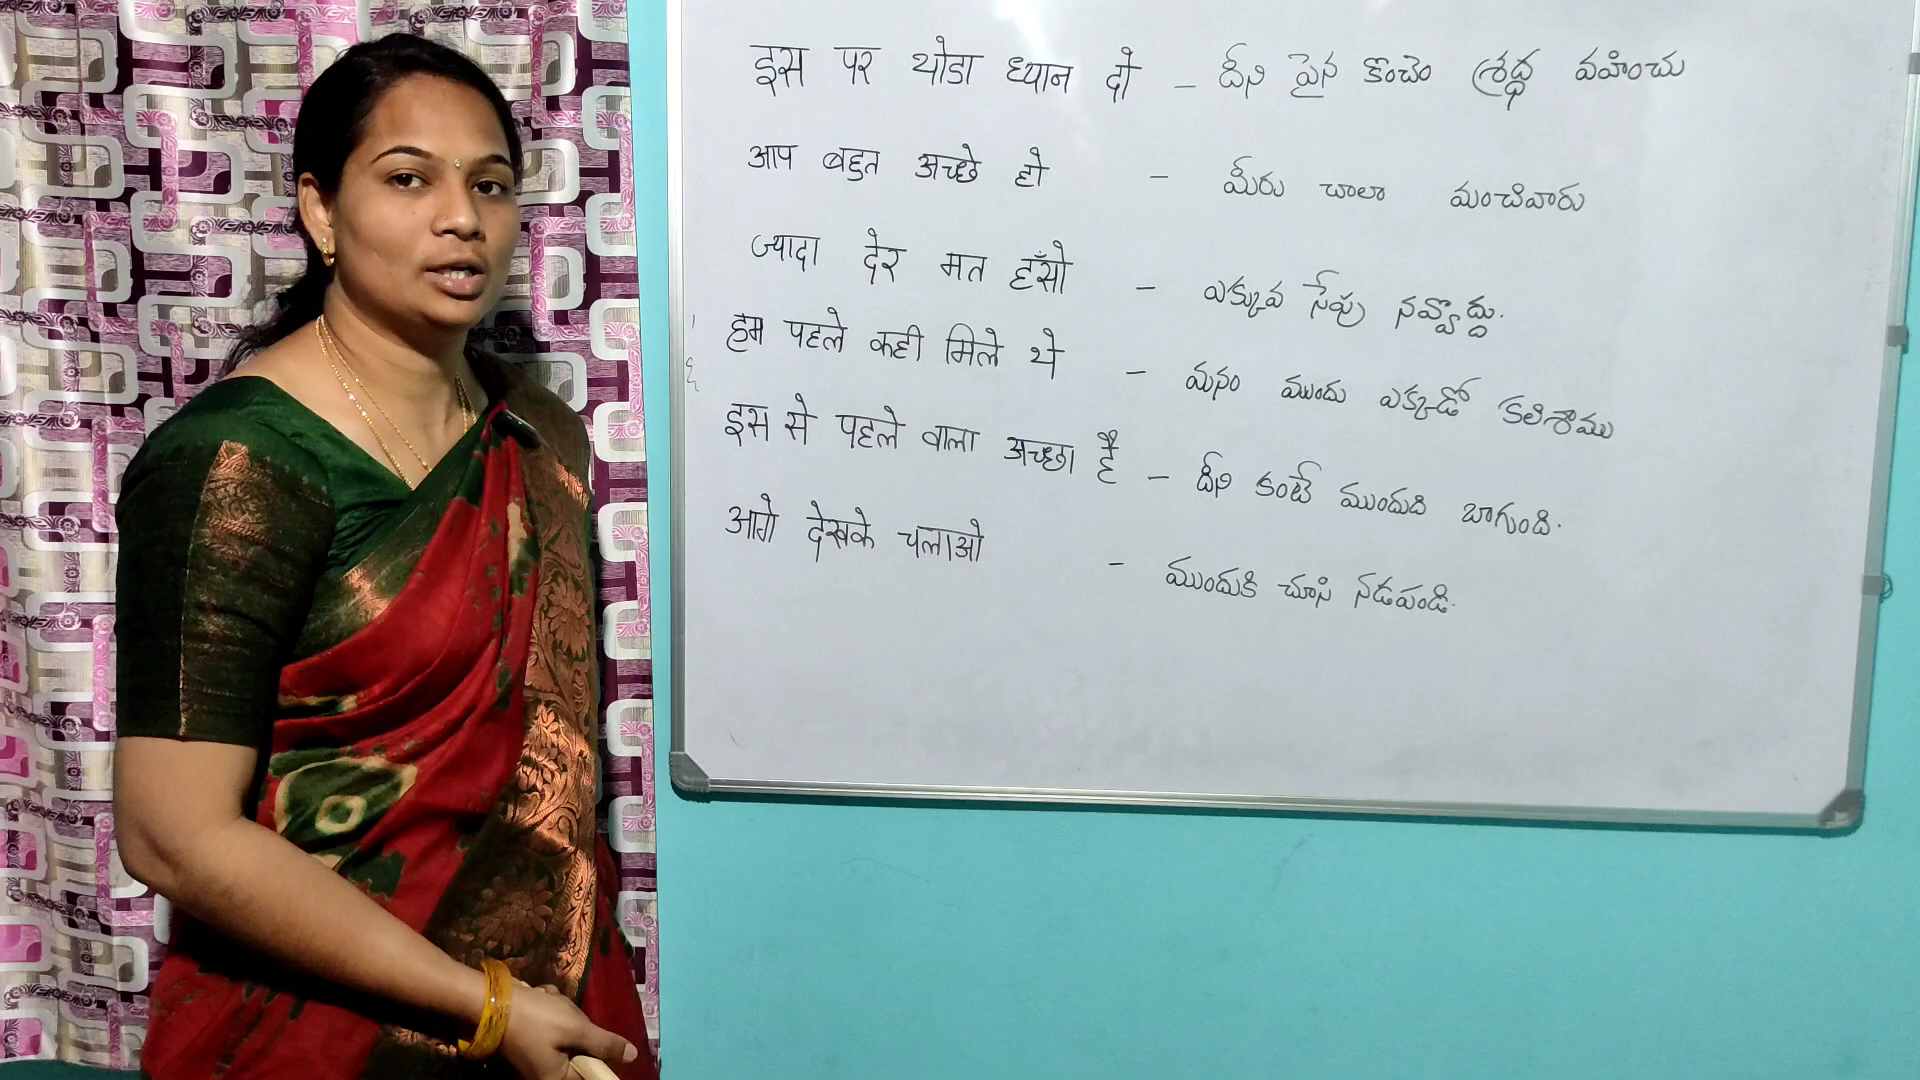 इस पर थोडा ध्यान दो - దీని పైన కొంచెం శ్రద్ధ వహించు
आप बहुत अच्छे हो - మీరు చాలా మంచివారు
ज्यादा देर मत हँसो - ఎక్కువ సేపు నవ్వొద్దు.
हम पहले कही मिले थे - మనం ముందు ఎక్కడో కలిశాము
इस से पहले वाला अच्छा है - దీని కంటే ముందుది బాగుంది.
आगे देखके चलाओ - ముందుకి చూసి నడపండి.